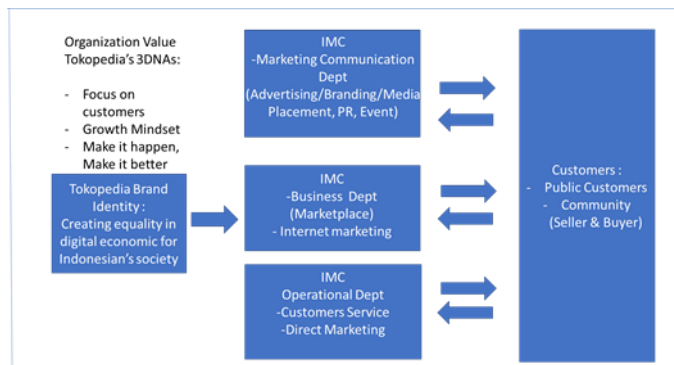 Organization Value
Tokopedia's 3DNAs:
- Focus on
customers
- Growth Mindset
- Make it happen,
Make it better
Tokopedia Brand
Identity :
Creating equality in
digital economic for
Indonesian's society
IMC
-Marketing Communication
Dept
(Advertising/Branding/Media
Placement, PR, Event)
IMC
-Business Dept
(Marketplace)
- Internet marketing
IMC
Operational Dept
-Customers Service
-Direct Marketing
Customers :
- Public Customers
- Community
(Seller & Buyer)